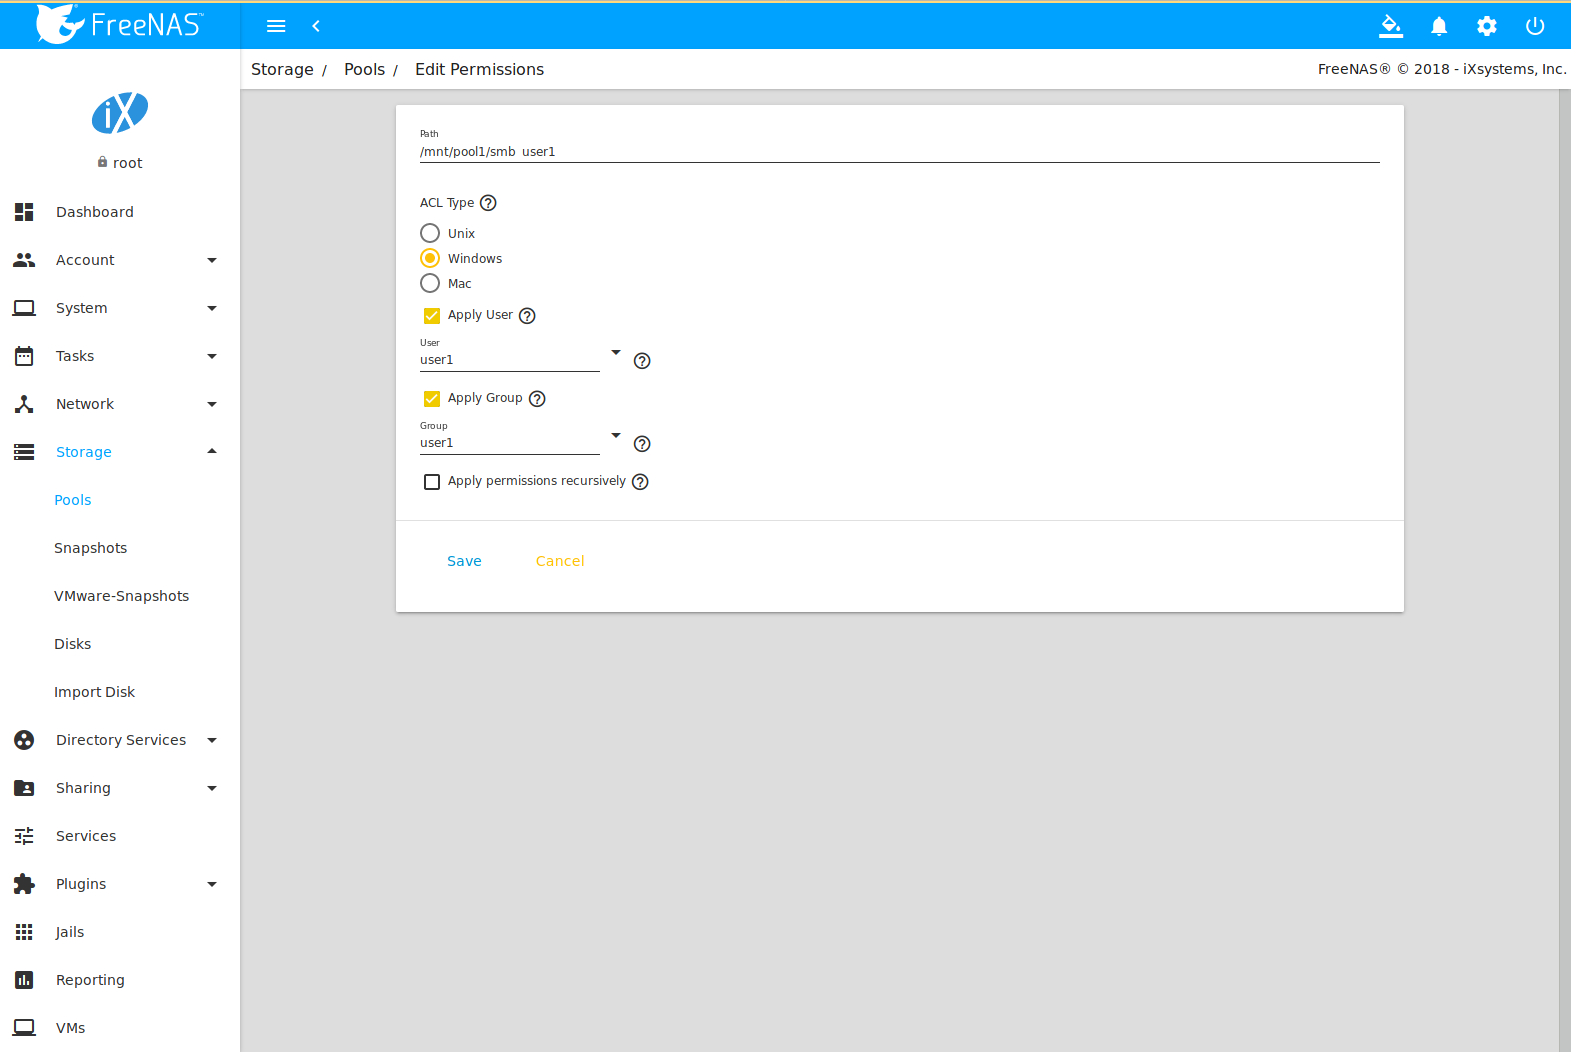 FreeNAS™
Storage / Pools / Edit Permissions
FreeNAS® © 2018 - iXsystems, Inc.
iX
root
Dashboard
Account
System
Tasks
Network
Storage
Pools
Snapshots
VMware-Snapshots
Disks
Import Disk
Directory Services
Sharing
Services
Plugins
Jails
Reporting
VMs
Path
/mnt/pool1/smb_user1
ACL Type ?
Unix
Windows
Mac
Apply User ?
User
user1 ?
Apply Group ?
Group
user1 ?
Apply permissions recursively ?
Save Cancel